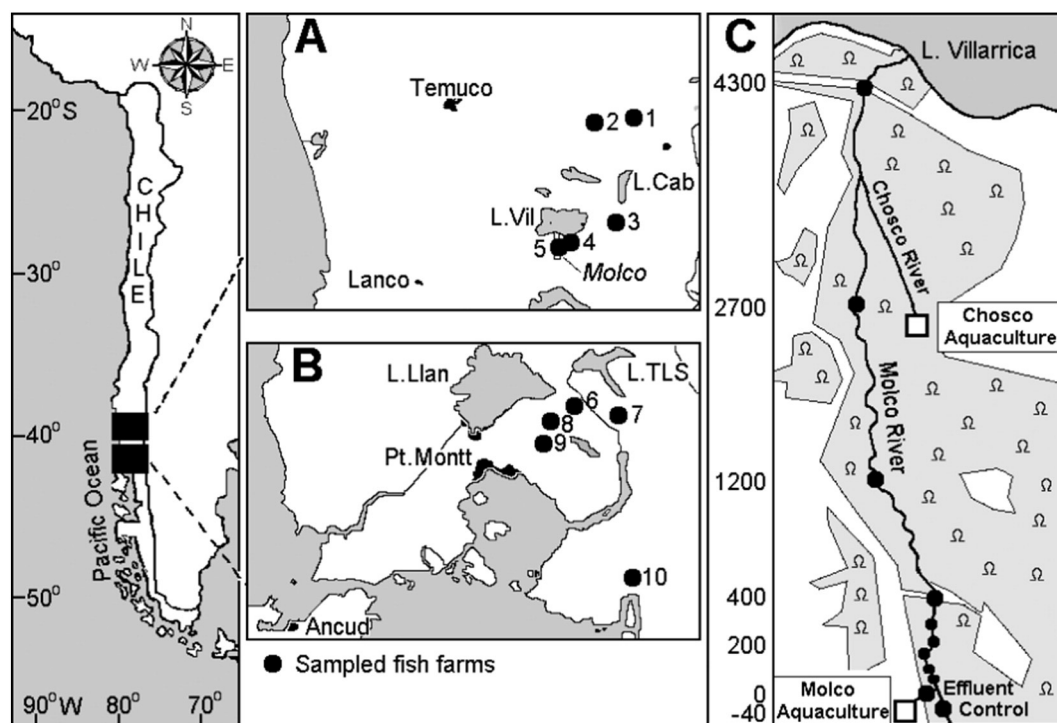 N
W E
S
20°S
30°
40°
50°
90°W 80° 70°
CHILE
Pacific Ocean
A
Temuco
2 1
L.Cab
L.Vil
3
5 4
Molco
Lanco
B
L.Llan
L.TLS
6
8 7
9
Pt.Montt
10
Ancud
Sampled fish farms
C
L. Villarrica
4300
Chosco River
2700
Chosco
Aquaculture
Molco River
1200
400
200
0
-40
Effluent
Control
Molco
Aquaculture